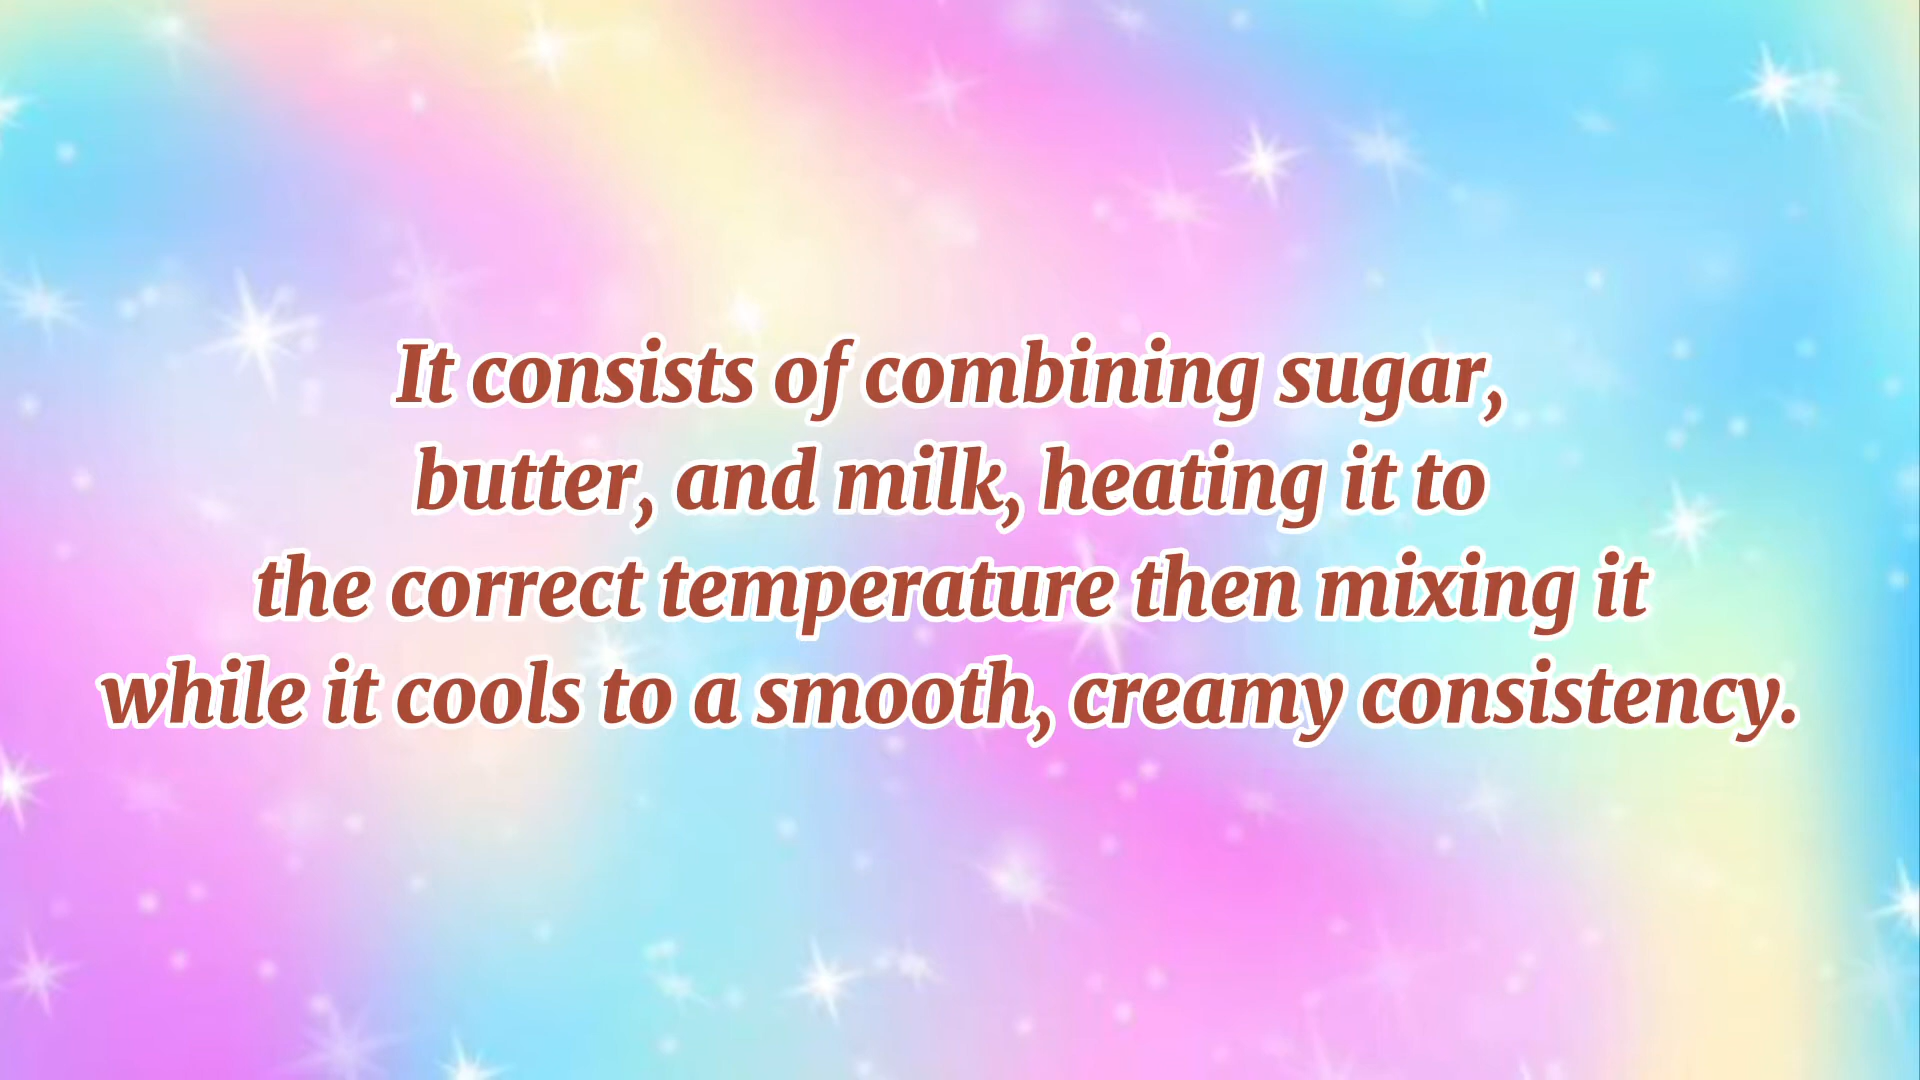 It consists of combining sugar,
butter, and milk, heating it to
the correct temperature then mixing it
while it cools to a smooth, creamy consistency.